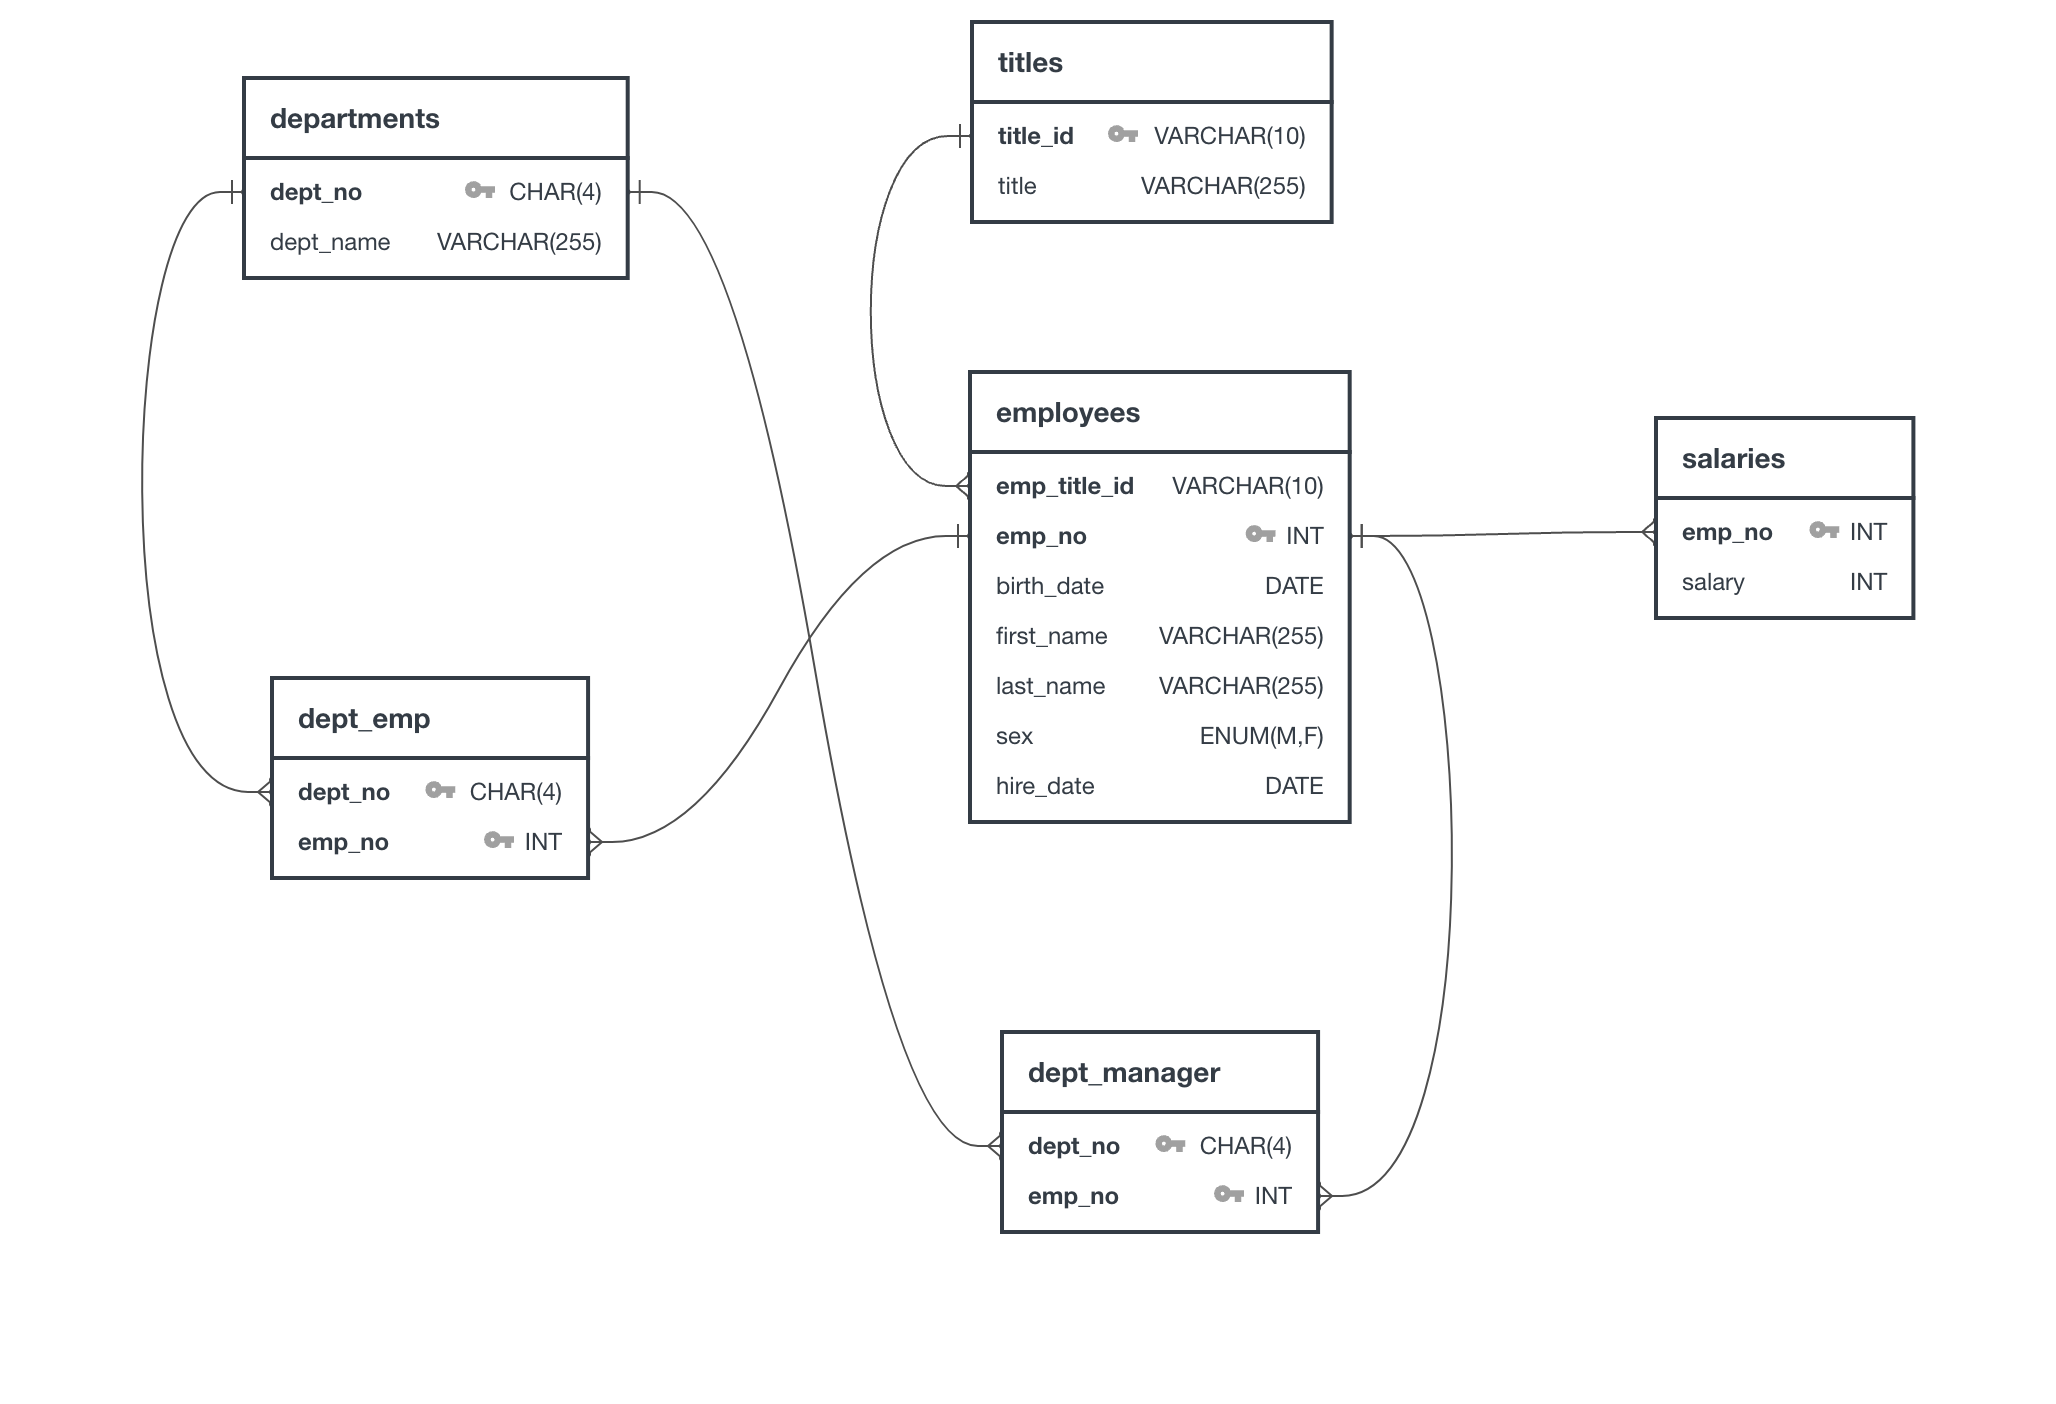 departments
dept_no CHAR(4)
dept_name VARCHAR(255)
titles
title_id VARCHAR(10)
title VARCHAR(255)
employees
emp_title_id VARCHAR(10)
emp_no INT
birth_date DATE
first_name VARCHAR(255)
last_name VARCHAR(255)
sex ENUM(M,F)
hire_date DATE
salaries
emp_no INT
salary INT
dept_emp
dept_no CHAR(4)
emp_no INT
dept_manager
dept_no CHAR(4)
emp_no INT